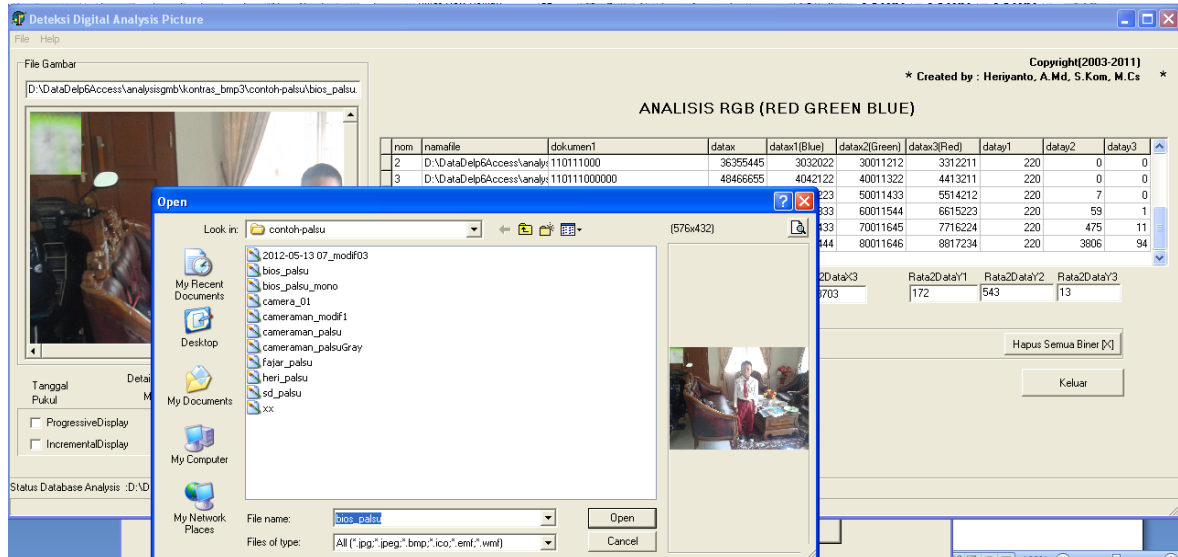 Deteksi Digital Analysis Picture
File Help
File Gambar
D:\DataDelp6Access\analysisgmb\kontras_bmp3\contoh-palsu\bios_palsu.
Copyright(2003-2011)
* Created by : Heriyanto, A.Md, S.Kom, M.Cs *
ANALISIS RGB (RED GREEN BLUE)
nom namafile dokumen1 datax datax1(Blue) datax2(Green) datax3(Red) datay1 datay2 datay3
2 D:\DataDelp6Access\analys 110111000 36355445 3032022 30011212 3312211 220 0 0
3 D:\DataDelp6Access\analys 110111000000 48466655 4042122 40011322 4413211 220 0 0
223 50011433 5514212 220 7 0
333 60011544 6615223 220 59 1
433 70011645 7716224 220 475 11
444 80011646 8817234 220 3806 94
2DataX3 Rata2DataY1 Rata2DataY2 Rata2DataY3
703 172 543 13
Hapus Semua Biner [X]
Keluar
Tanggal Detai
Pukul M
ProgressiveDisplay
IncrementalDisplay
Status Database Analysis :D:\D
Open
Look in: contoh-palsu (576x432)
My Recent Documents
Desktop
My Documents
My Computer
My Network Places
2012-05-13 07_modif03
bios_palsu
bios_palsu_mono
camera_01
cameraman_modif1
cameraman_palsu
cameraman_palsuGray
fajar_palsu
heri_palsu
sd_palsu
xx
File name: bios_palsu Open
Files of type: All (*.jpg;*.jpeg;*.bmp;*.ico;*.emf;*.wmf) Cancel